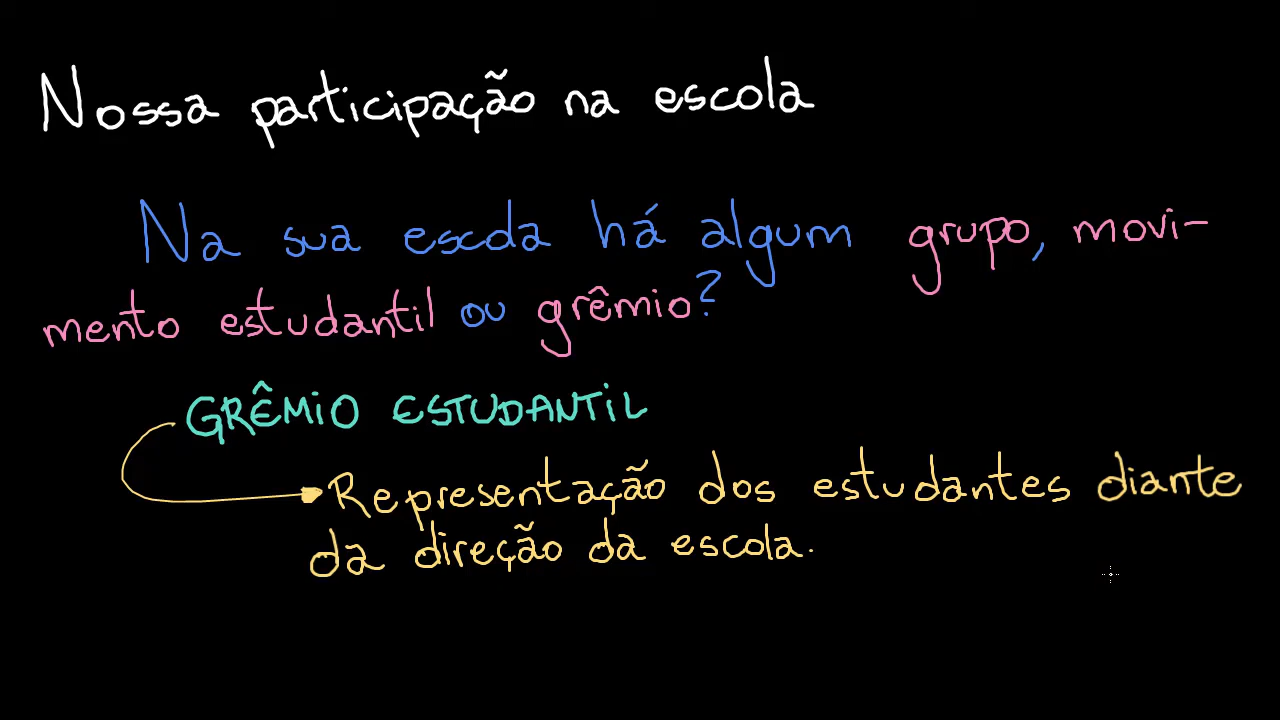 Nossa participação na escola
Na sua escola há algum grupo, movi-
mento estudantil ou grêmio?
GRÊMIO ESTUDANTIL
Representação dos estudantes diante
da direção da escola.